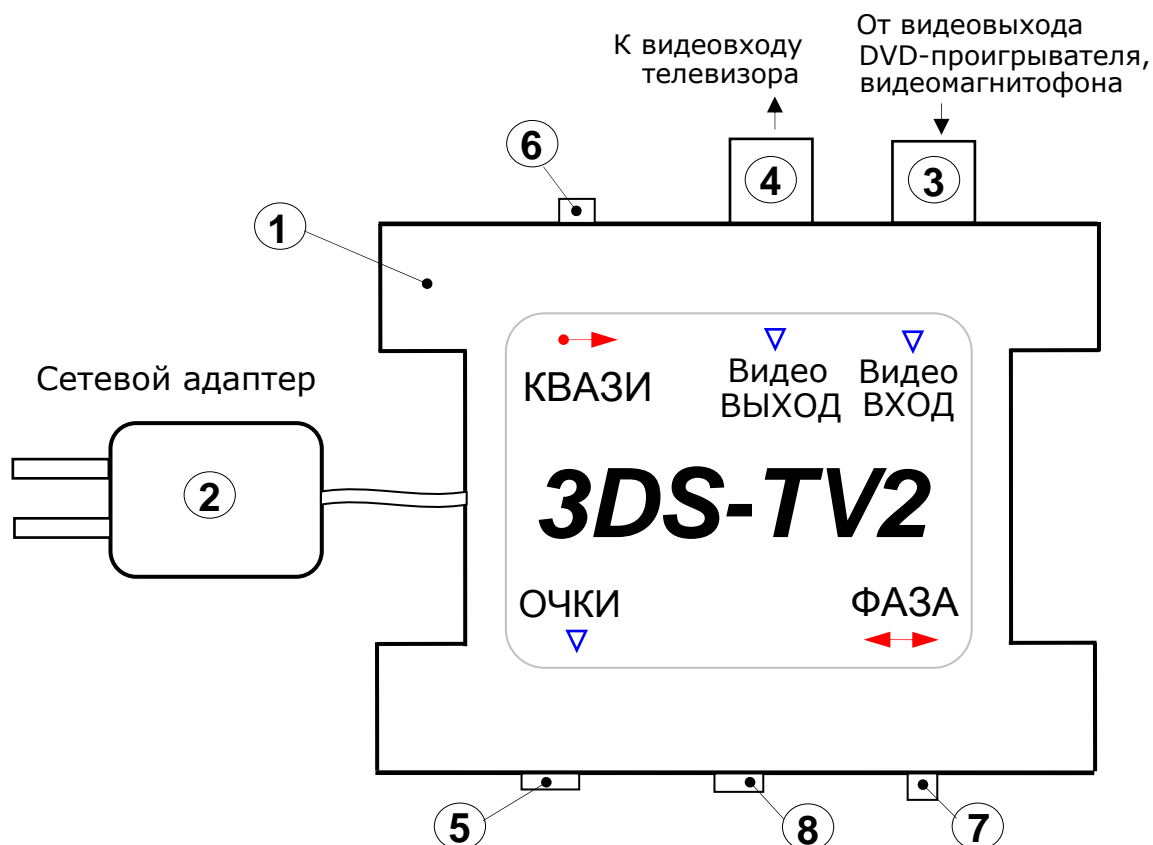 К видеовходу
телевизора
От видеовыхода
DVD-проигрывателя,
видеомагнитофона
6
4
3
1
КВАЗИ
Видео
ВЫХОД
Видео
ВХОД
Сетевой адаптер
2
3DS-TV2
ОЧКИ
ФАЗА
5
8
7